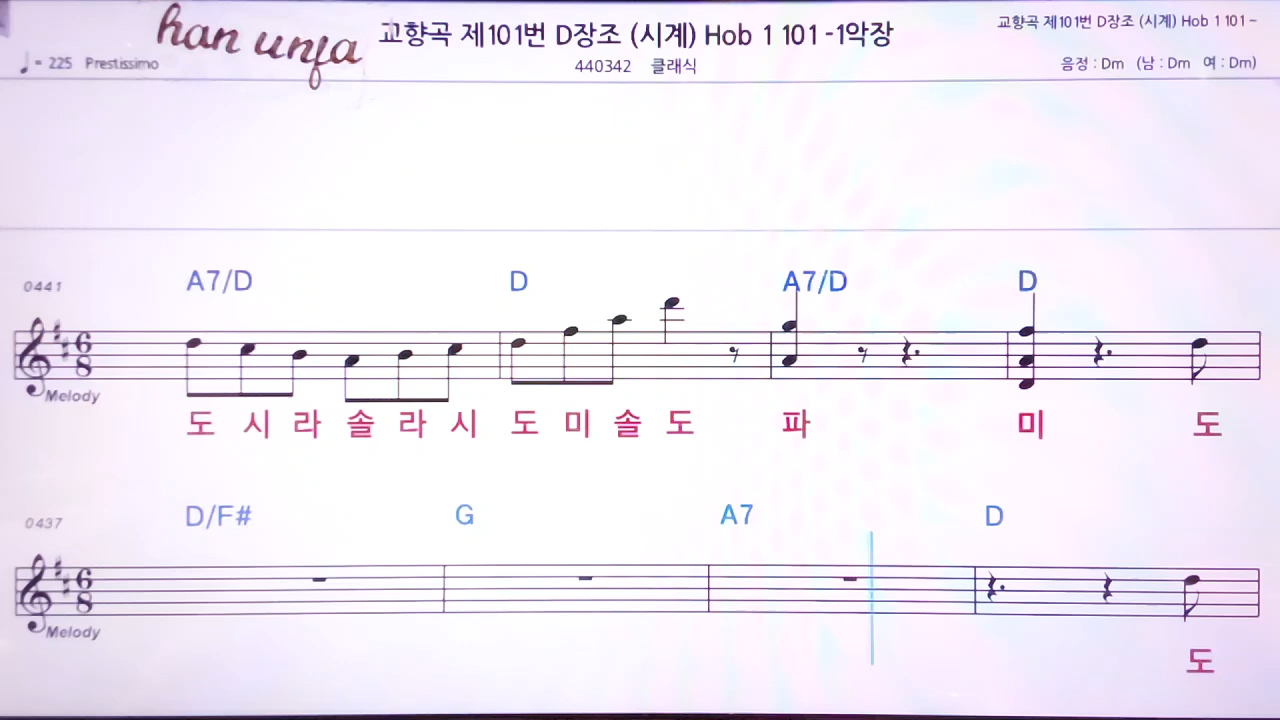 han unfa
교향곡 제101번 D장조 (시계) Hob 1 101 -1악장
교향곡 제101번 D장조 (시계) Hob 1 101 -
♩ = 225 Prestissimo
440342 클래식
음정 : Dm (남 : Dm 여 : Dm)
0441 A7/D D A7/D D
6
8
Melody
도 시 라 솔 라 시 도 미 솔 도 파 미 도
0437 D/F# G A7 D
6
8
Melody
도